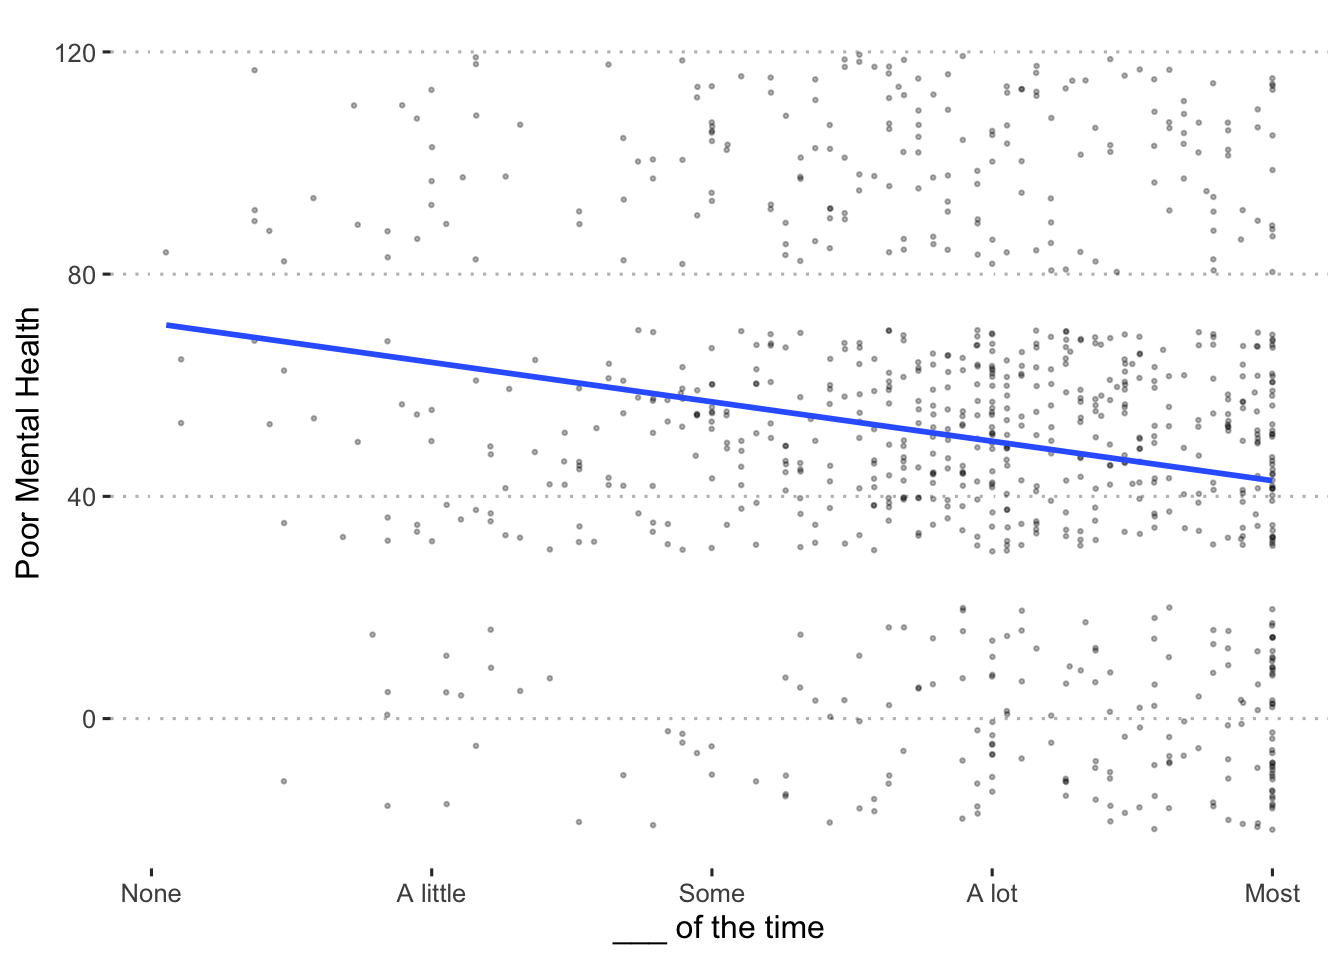 120
80
40
0
Poor Mental Health
None
A little
Some
A lot
Most
___ of the time